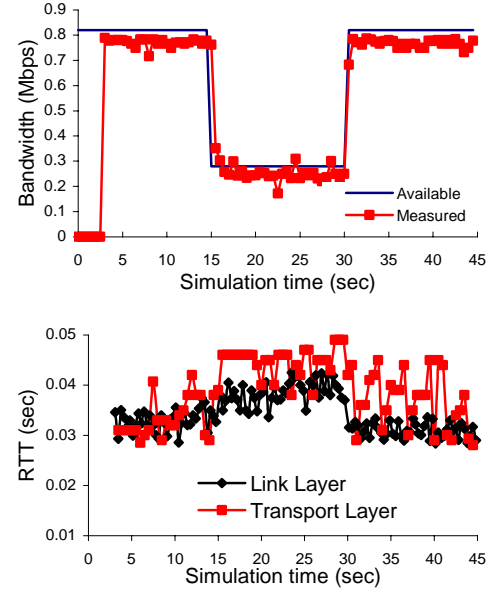 Bandwidth (Mbps)
0.9
0.8
0.7
0.6
0.5
0.4
0.3
0.2
0.1
0
Available
Measured
0 5 10 15 20 25 30 35 40 45
Simulation time (sec)
RTT (sec)
0.05
0.04
0.03
0.02
0.01
Link Layer
Transport Layer
0 5 10 15 20 25 30 35 40 45
Simulation time (sec)